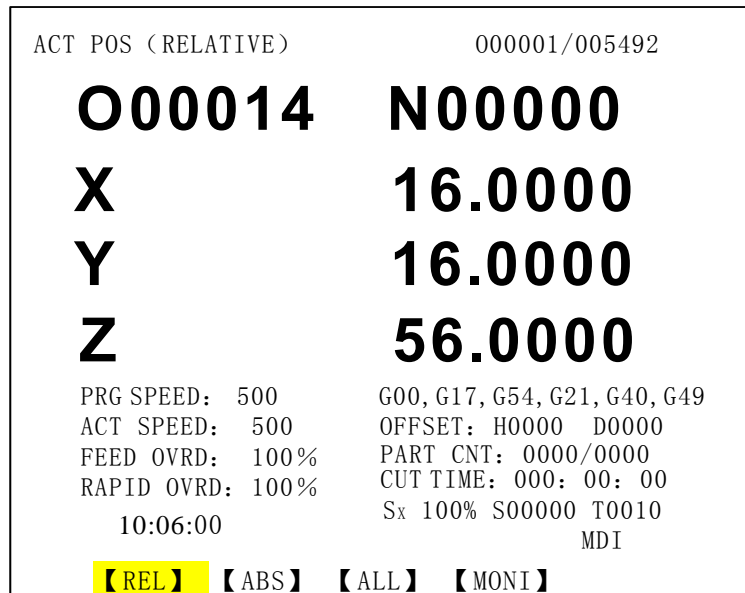 ACT POS（RELATIVE） O00001/005492
O00014 N00000
X 16.0000
Y 16.0000
Z 56.0000
PRG SPEED： 500 G00,G17,G54,G21,G40,G49
ACT SPEED： 500 OFFSET：H0000 D0000
FEED OVRD： 100％ PART CNT：0000/0000
RAPID OVRD：100％ CUT TIME：000：00：00
10:06:00 Sx 100% S00000 T0010
MDI
【REL】 【ABS】 【ALL】 【MONI】